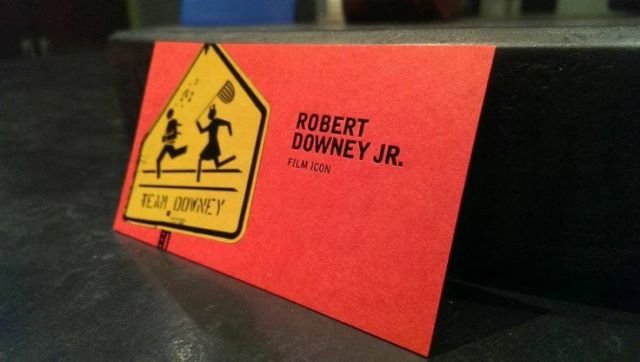 TEAM DOWNEY
ROBERT
DOWNEY JR.
FILM ICON